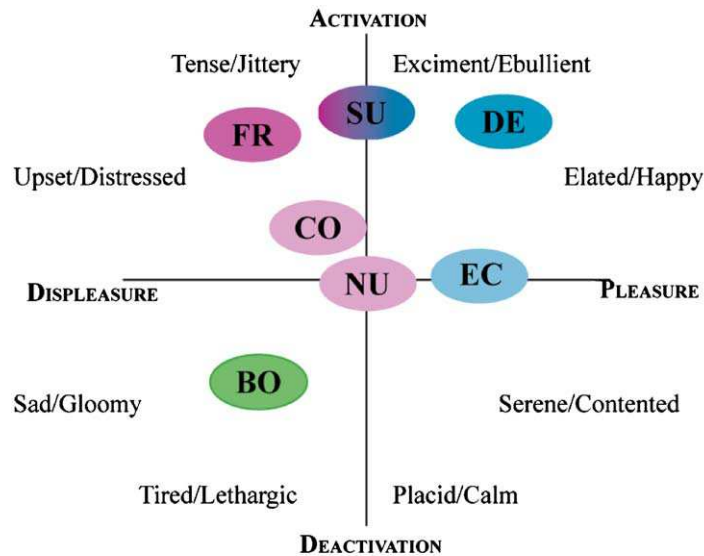 ACTIVATION
Tense/Jittery
Exciment/Ebullient
SU
DE
FR
Upset/Distressed
Elated/Happy
CO
EC
NU
DISPLEASURE
PLEASURE
BO
Sad/Gloomy
Serene/Contented
Tired/Lethargic
Placid/Calm
DEACTIVATION